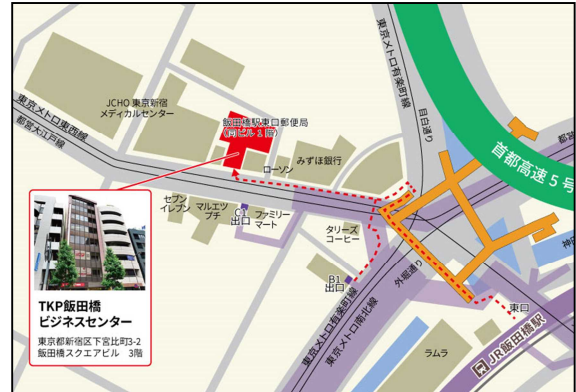 東京メトロ有楽町線
目白通り
首都高速5号
JCHO 東京新宿
メディカルセンター
飯田橋駅東口郵便局
（同ビル1階）
東京メトロ東西線
都営大江戸線
ローソン
みずほ銀行
セブン
イレブン
マルエツ
プチ
C1
出口
ファミリー
マート
タリーズ
コーヒー
B1
出口
外堀通り
東京メトロ有楽町線
東京メトロ南北線
東口
JR飯田橋駅
ラムラ
TKP飯田橋
ビジネスセンター
東京都新宿区下宮比町3-2
飯田橋スクエアビル 3階